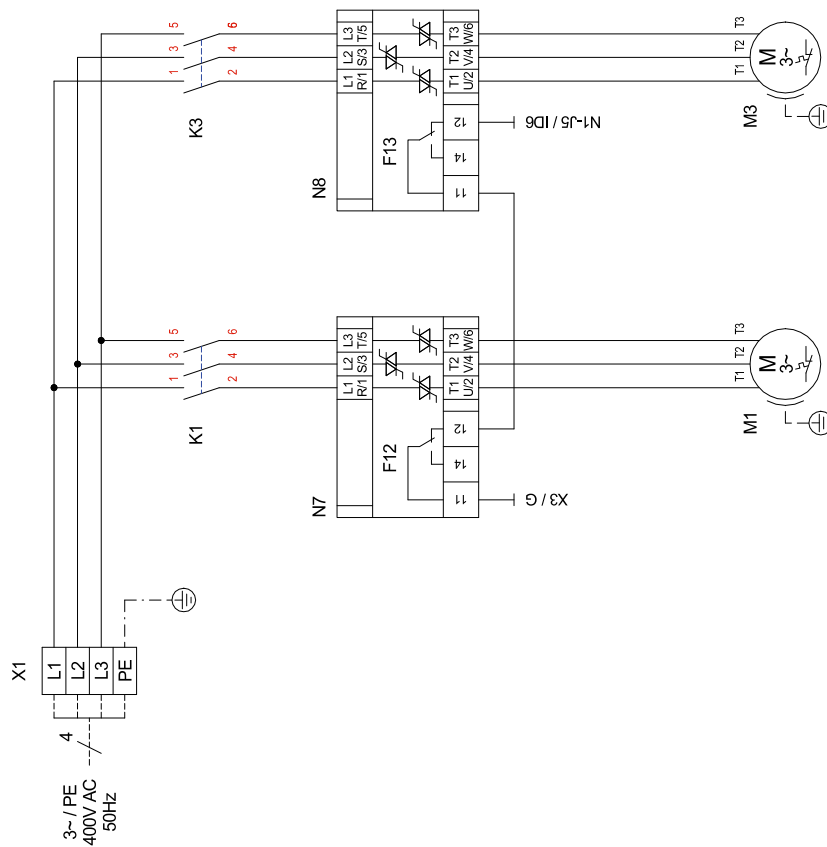 3~ / PE
400V AC
50Hz
4
X1
L1
L2
L3
PE
K1
1
3
5
2
4
6
N7
L1
L2
L3
R/1
S/3
T/5
F12
11
14
12
T1
T2
T3
U/2
V/4
W/6
X3 / G
M1
T1
T2
T3
M
3~
K3
1
3
5
2
4
6
N8
L1
L2
L3
R/1
S/3
T/5
F13
11
14
12
T1
T2
T3
U/2
V/4
W/6
N1-J5 / ID6
M3
T1
T2
T3
M
3~